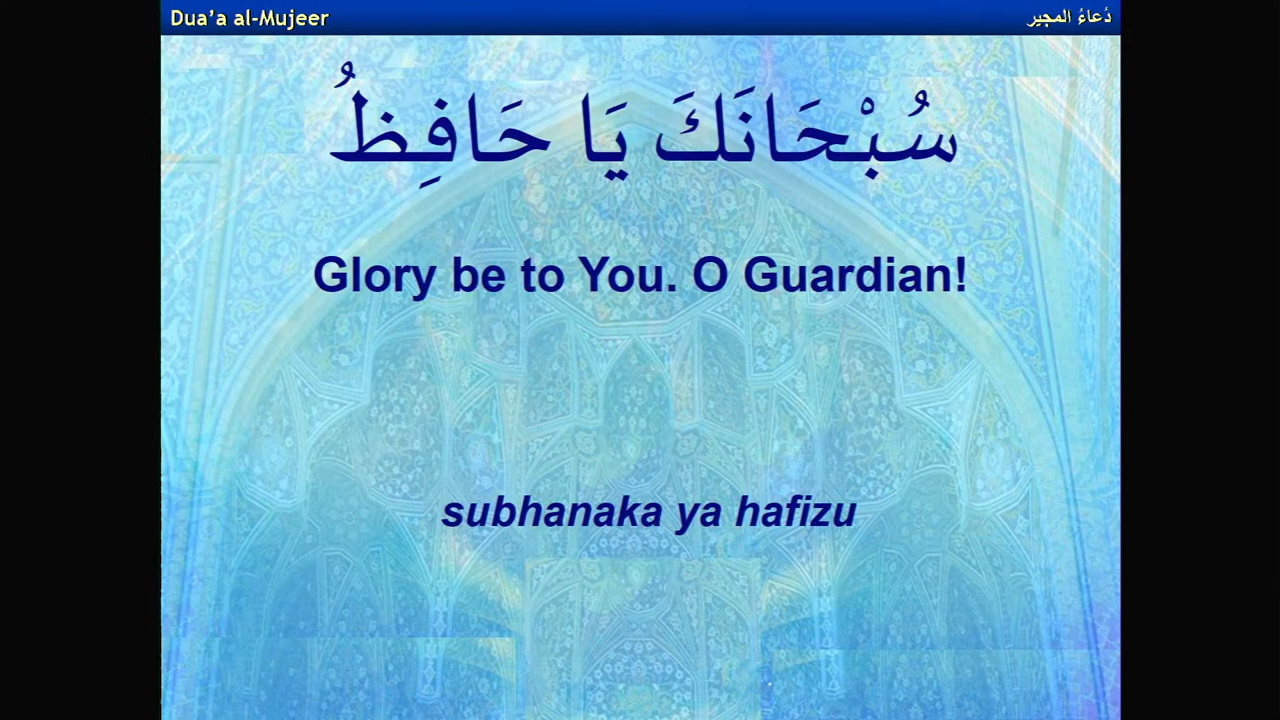 Dua’a al-Mujeer
دُعاءُ المجير
سُبْحَانَكَ يَا حَافِظُ
Glory be to You. O Guardian!
subhanaka ya hafizu